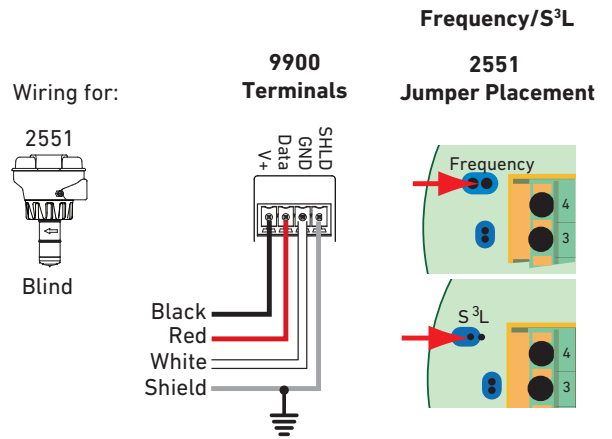 Frequency/S³L
9900
Terminals
2551
Jumper Placement
Wiring for:
2551
Blind
V+
Data
GND
SHLD
Black
Red
White
Shield
Frequency
4
3
S³L
4
3